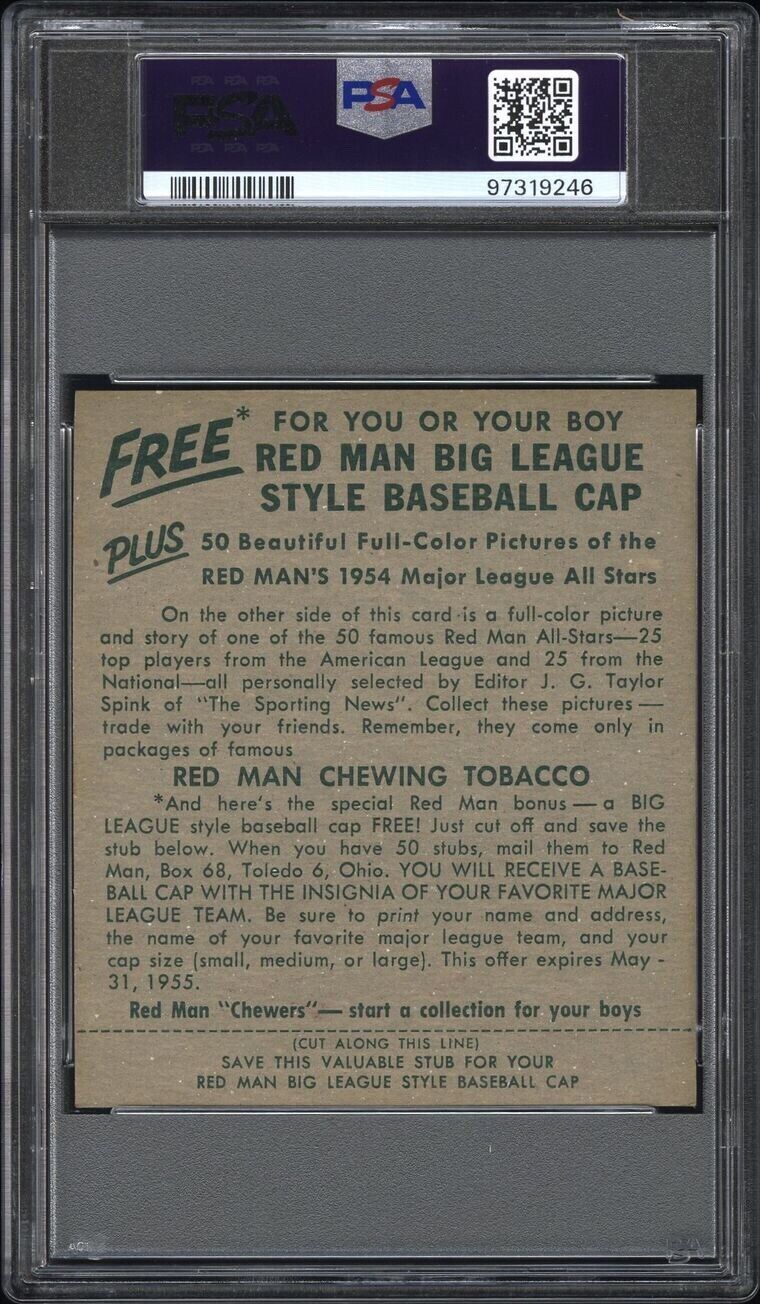 PSA PSA PSA
PSA
PSA PSA PSA
PSA
97319246
FREE* FOR YOU OR YOUR BOY
RED MAN BIG LEAGUE
STYLE BASEBALL CAP
PLUS 50 Beautiful Full-Color Pictures of the
RED MAN'S 1954 Major League All Stars
On the other side of this card is a full-color picture
and story of one of the 50 famous Red Man All-Stars—25
top players from the American League and 25 from the
National—all personally selected by Editor J. G. Taylor
Spink of "The Sporting News". Collect these pictures—
trade with your friends. Remember, they come only in
packages of famous
RED MAN CHEWING TOBACCO
*And here's the special Red Man bonus—a BIG
LEAGUE style baseball cap FREE! Just cut off and save the
stub below. When you have 50 stubs, mail them to Red
Man, Box 68, Toledo 6, Ohio. YOU WILL RECEIVE A BASE-
BALL CAP WITH THE INSIGNIA OF YOUR FAVORITE MAJOR
LEAGUE TEAM. Be sure to print your name and address,
the name of your favorite major league team, and your
cap size (small, medium, or large). This offer expires May -
31, 1955.
Red Man "Chewers"— start a collection for your boys
(CUT ALONG THIS LINE)
SAVE THIS VALUABLE STUB FOR YOUR
RED MAN BIG LEAGUE STYLE BASEBALL CAP